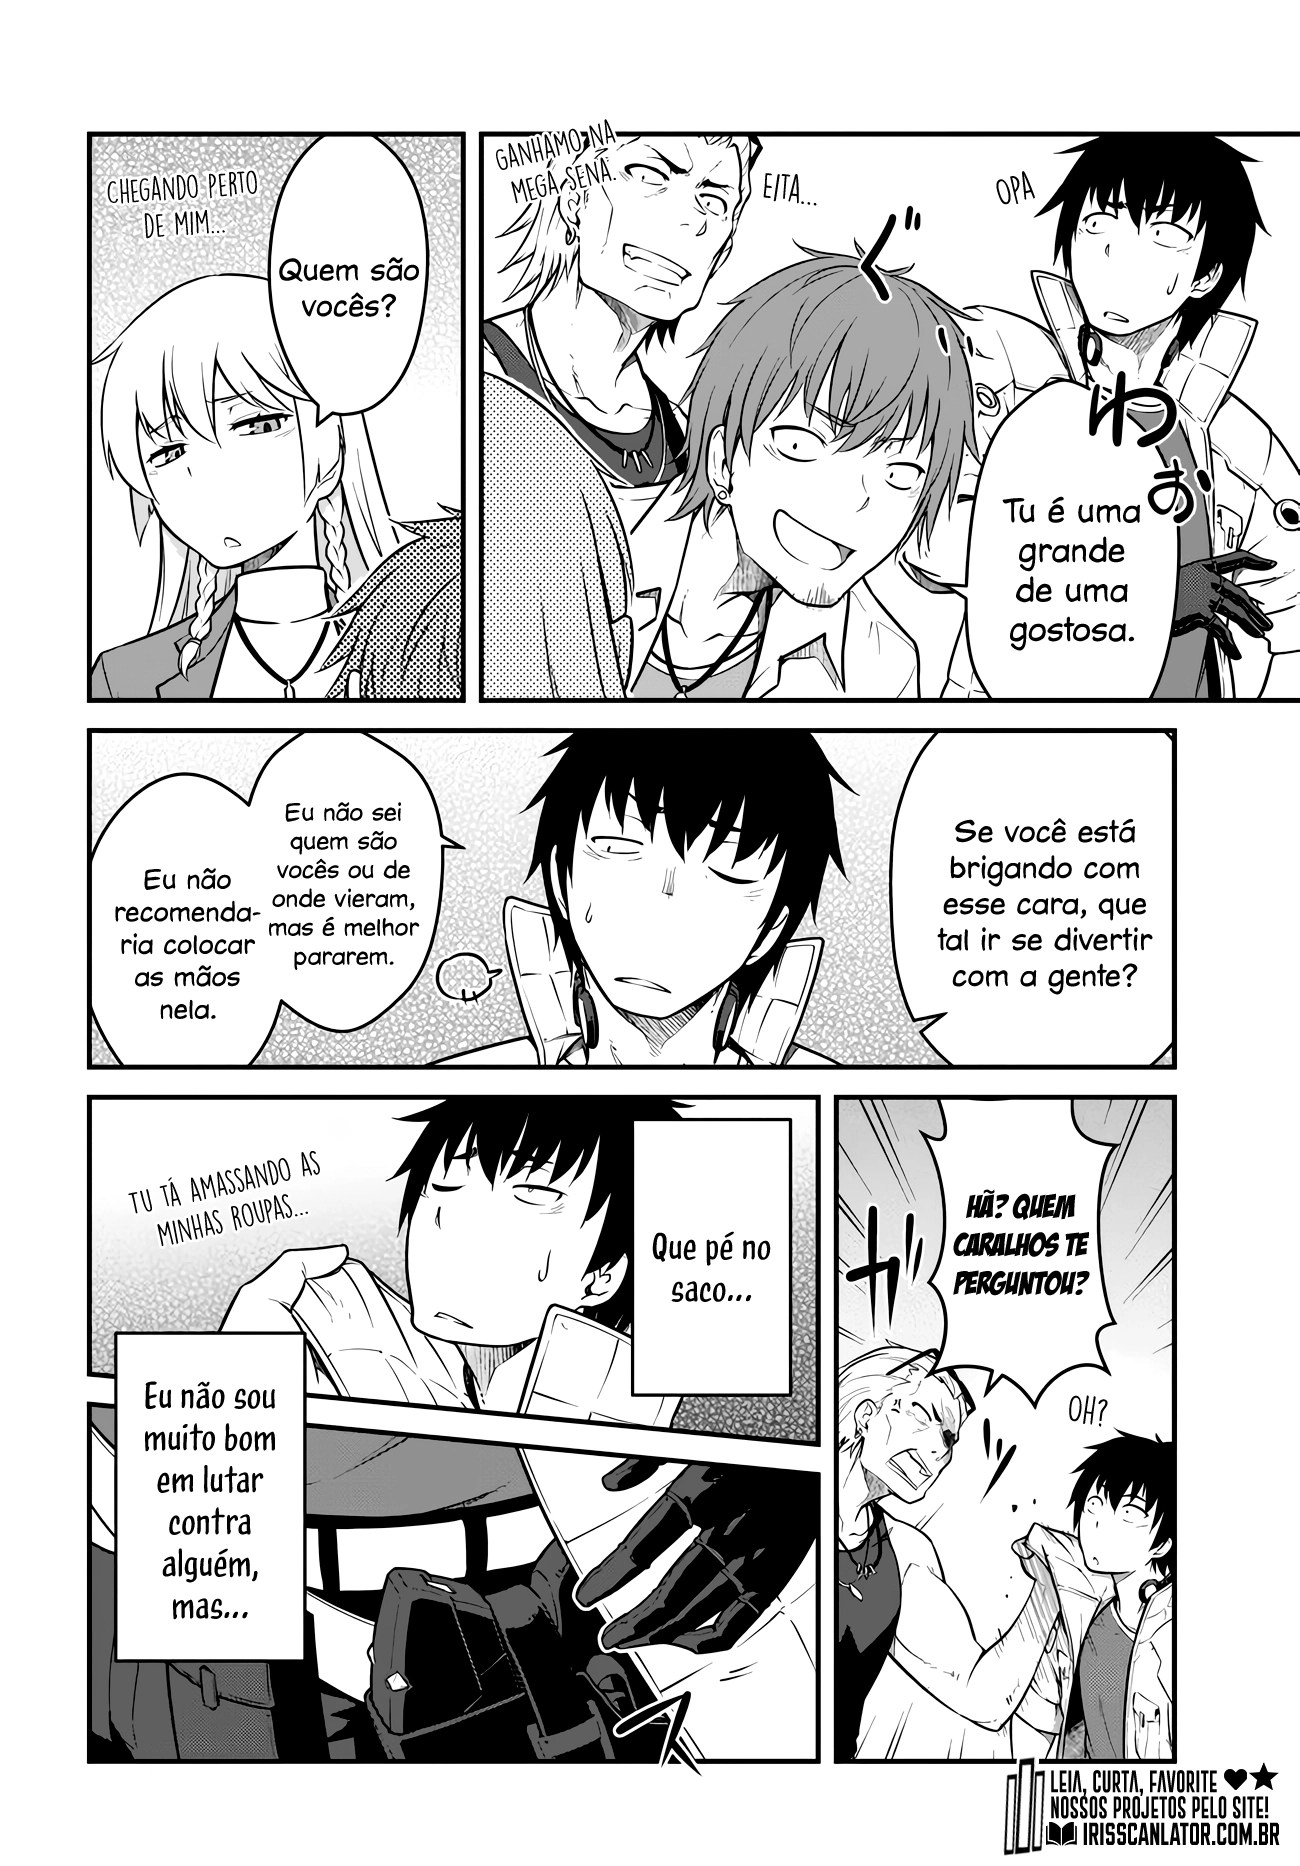 OPA
EITA...
GANHAMO NA
MEGA SENA.
ぐ
わ
お
Tu é uma
grande
de uma
gostosa.
Quem são
vocês?
CHEGANDO PERTO
DE MIM...
Se você está
brigando com
esse cara, que
tal ir se divertir
com a gente?
Eu não sei
quem são
vocês ou de
onde vieram,
mas é melhor
pararem.
Eu não
recomenda-
ria colocar
as mãos
nela.
HÃ? QUEM
CARALHOS TE
PERGUNTOU?
OH?
Que pé no
saco...
TU TÁ AMASSANDO AS
MINHAS ROUPAS...
Eu não sou
muito bom
em lutar
contra
alguém,
mas...
LEIA, CURTA, FAVORITE
NOSSOS PROJETOS PELO SITE!
IRISSCANLATOR.COM.BR